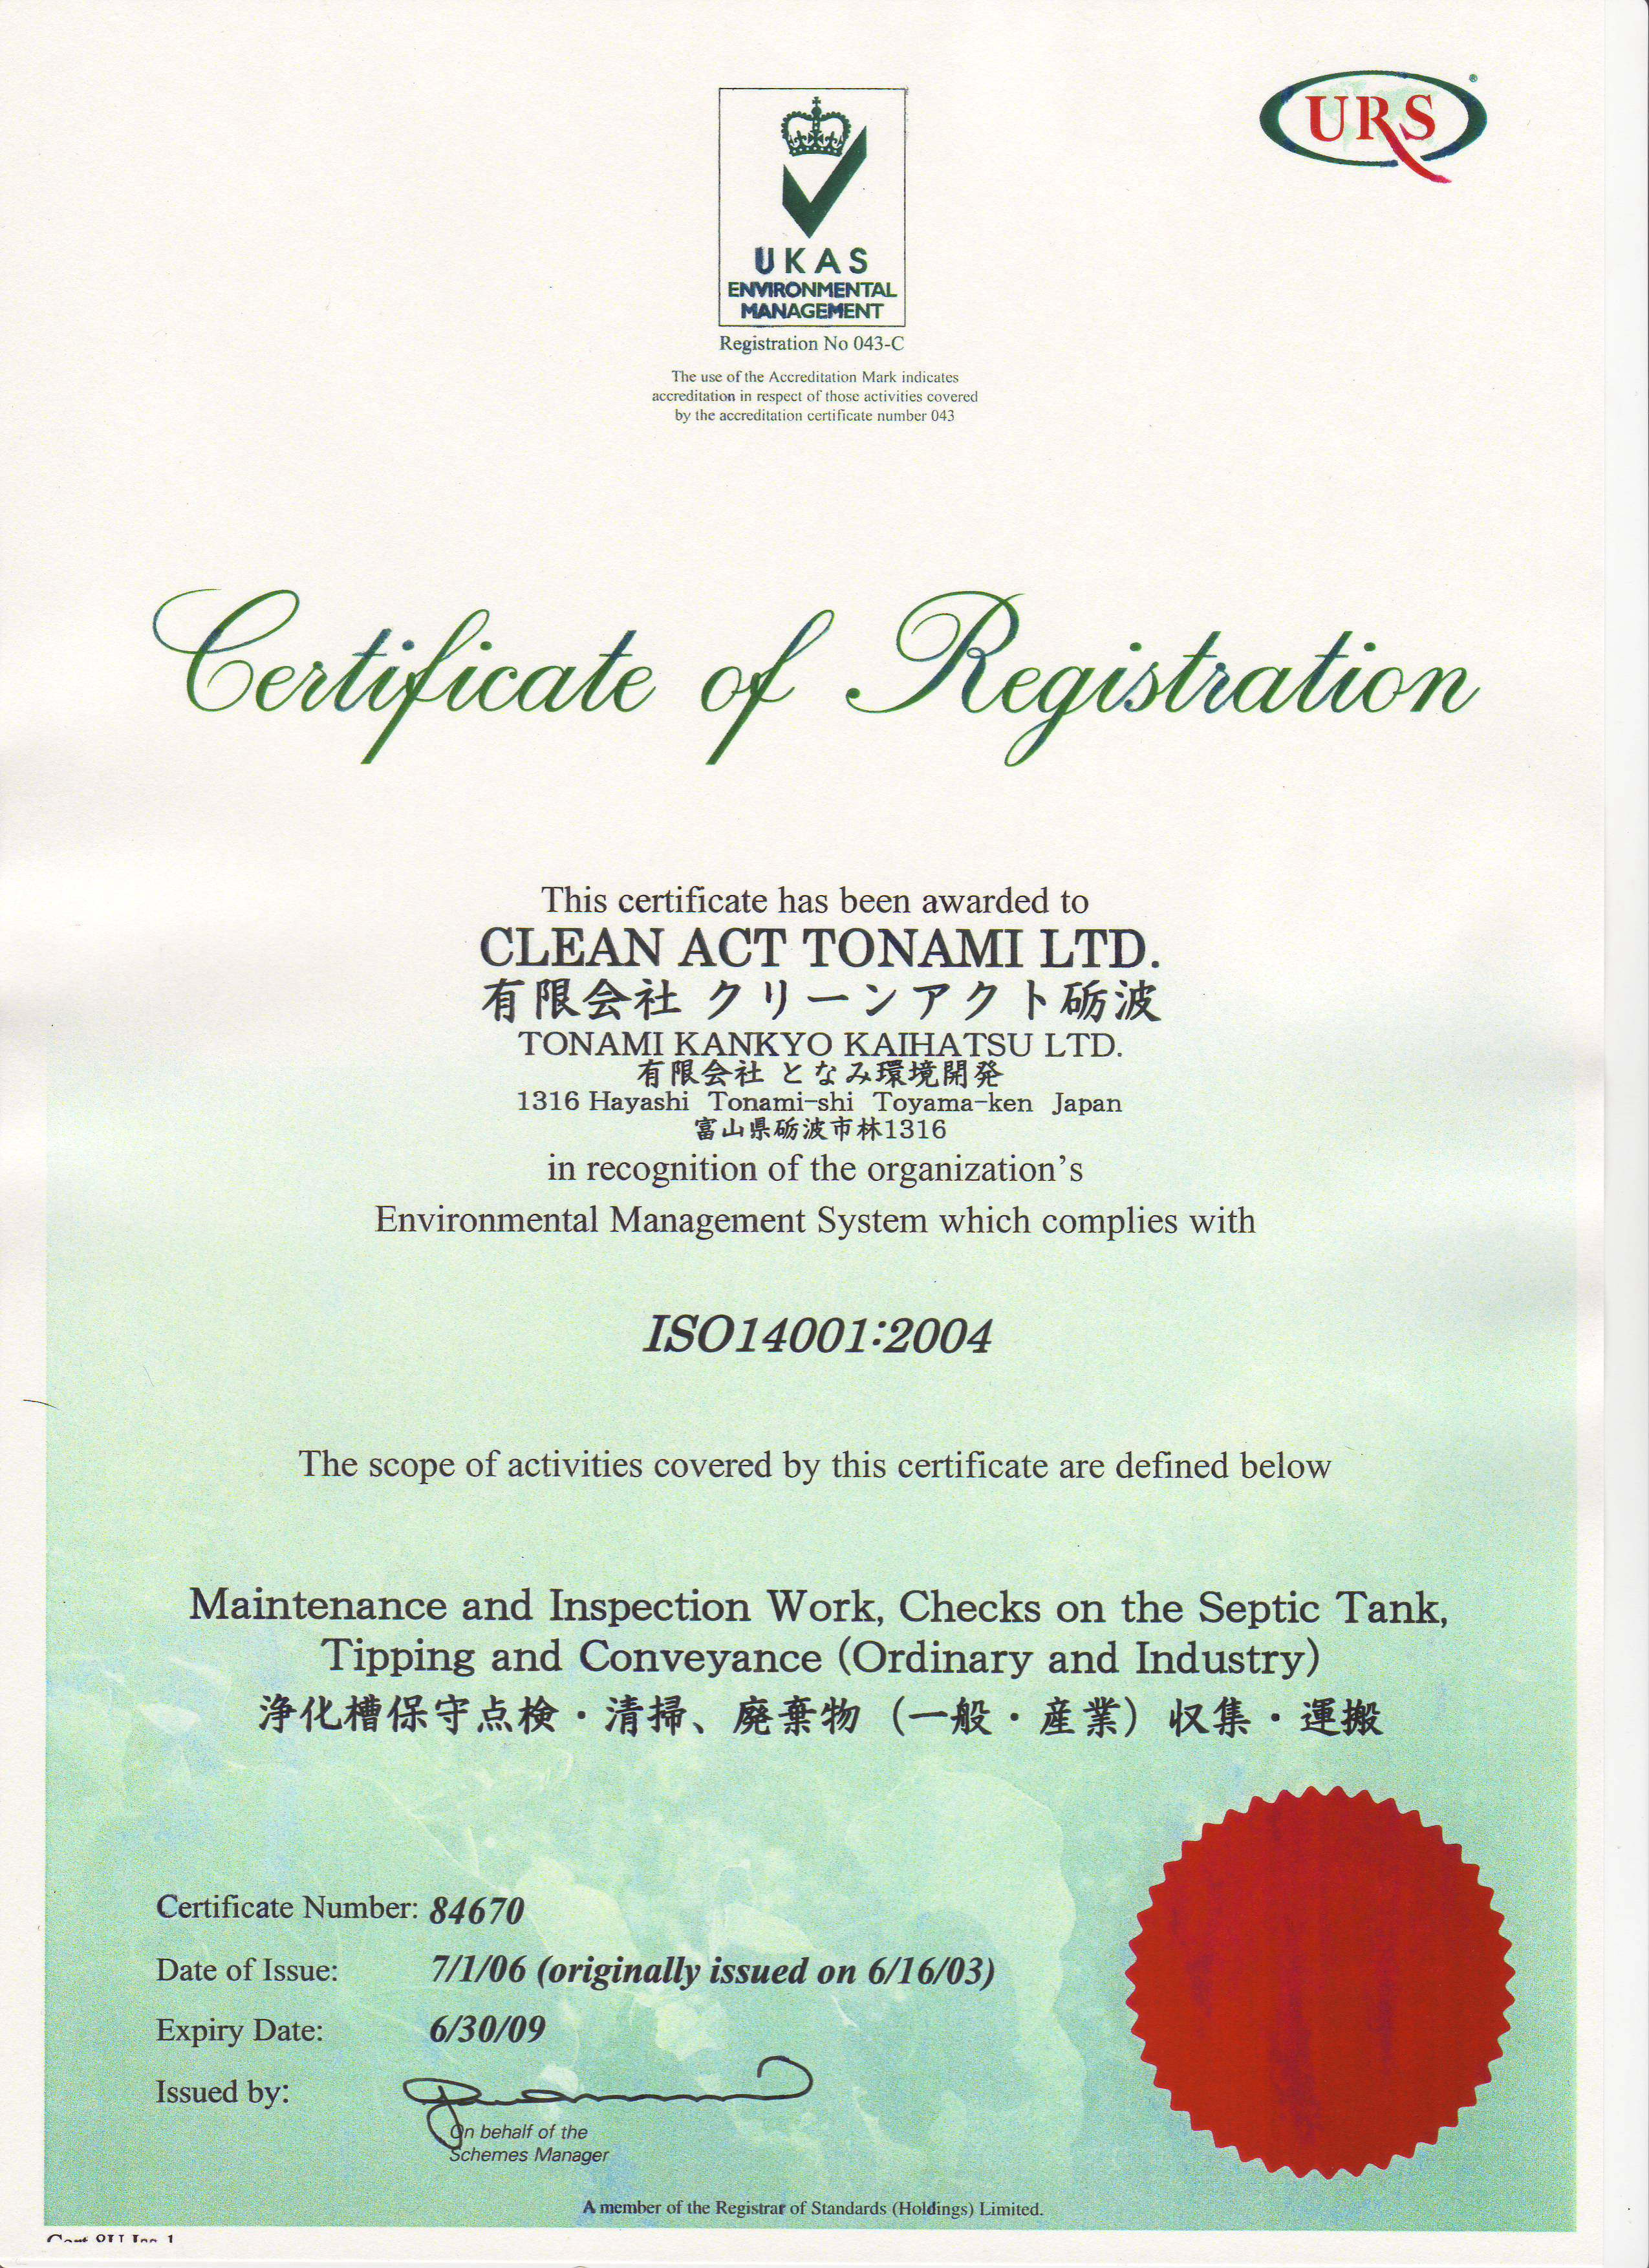 URS
UKAS
ENVIRONMENTAL
MANAGEMENT
Registration No 043-C
The use of the Accreditation Mark indicates
accreditation in respect of those activities covered
by the accreditation certificate number 043
Certificate of Registration
This certificate has been awarded to
CLEAN ACT TONAMI LTD.
有限会社 クリーンアクト砺波
TONAMI KANKYO KAIHATSU LTD.
有限会社 となみ環境開発
1316 Hayashi Tonami-shi Toyama-ken Japan
富山県砺波市林1316
in recognition of the organization's
Environmental Management System which complies with
ISO14001:2004
The scope of activities covered by this certificate are defined below
Maintenance and Inspection Work, Checks on the Septic Tank,
Tipping and Conveyance (Ordinary and Industry)
浄化槽保守点検・清掃、廃棄物（一般・産業）収集・運搬
Certificate Number: 84670
Date of Issue: 7/1/06 (originally issued on 6/16/03)
Expiry Date: 6/30/09
Issued by:
On behalf of the
Schemes Manager
A member of the Registrar of Standards (Holdings) Limited.